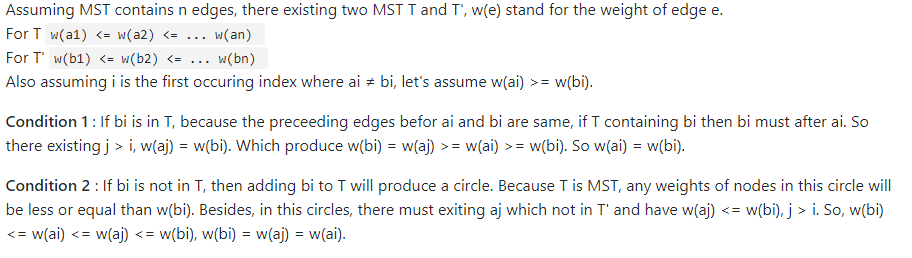 Assuming MST contains n edges, there existing two MST T and T', w(e) stand for the weight of edge e.
For T w(a1) <= w(a2) <= ... w(an)
For T' w(b1) <= w(b2) <= ... w(bn)
Also assuming i is the first occuring index where ai ≠ bi, let's assume w(ai) >= w(bi).
Condition 1 : If bi is in T, because the preceeding edges befor ai and bi are same, if T containing bi then bi must after ai. So
there existing j > i, w(aj) = w(bi). Which produce w(bi) = w(aj) >= w(ai) >= w(bi). So w(ai) = w(bi).
Condition 2 : If bi is not in T, then adding bi to T will produce a circle. Because T is MST, any weights of nodes in this circle will
be less or equal than w(bi). Besides, in this circles, there must exiting aj which not in T' and have w(aj) <= w(bi), j > i. So, w(bi)
<= w(ai) <= w(aj) <= w(bi), w(bi) = w(aj) = w(ai).